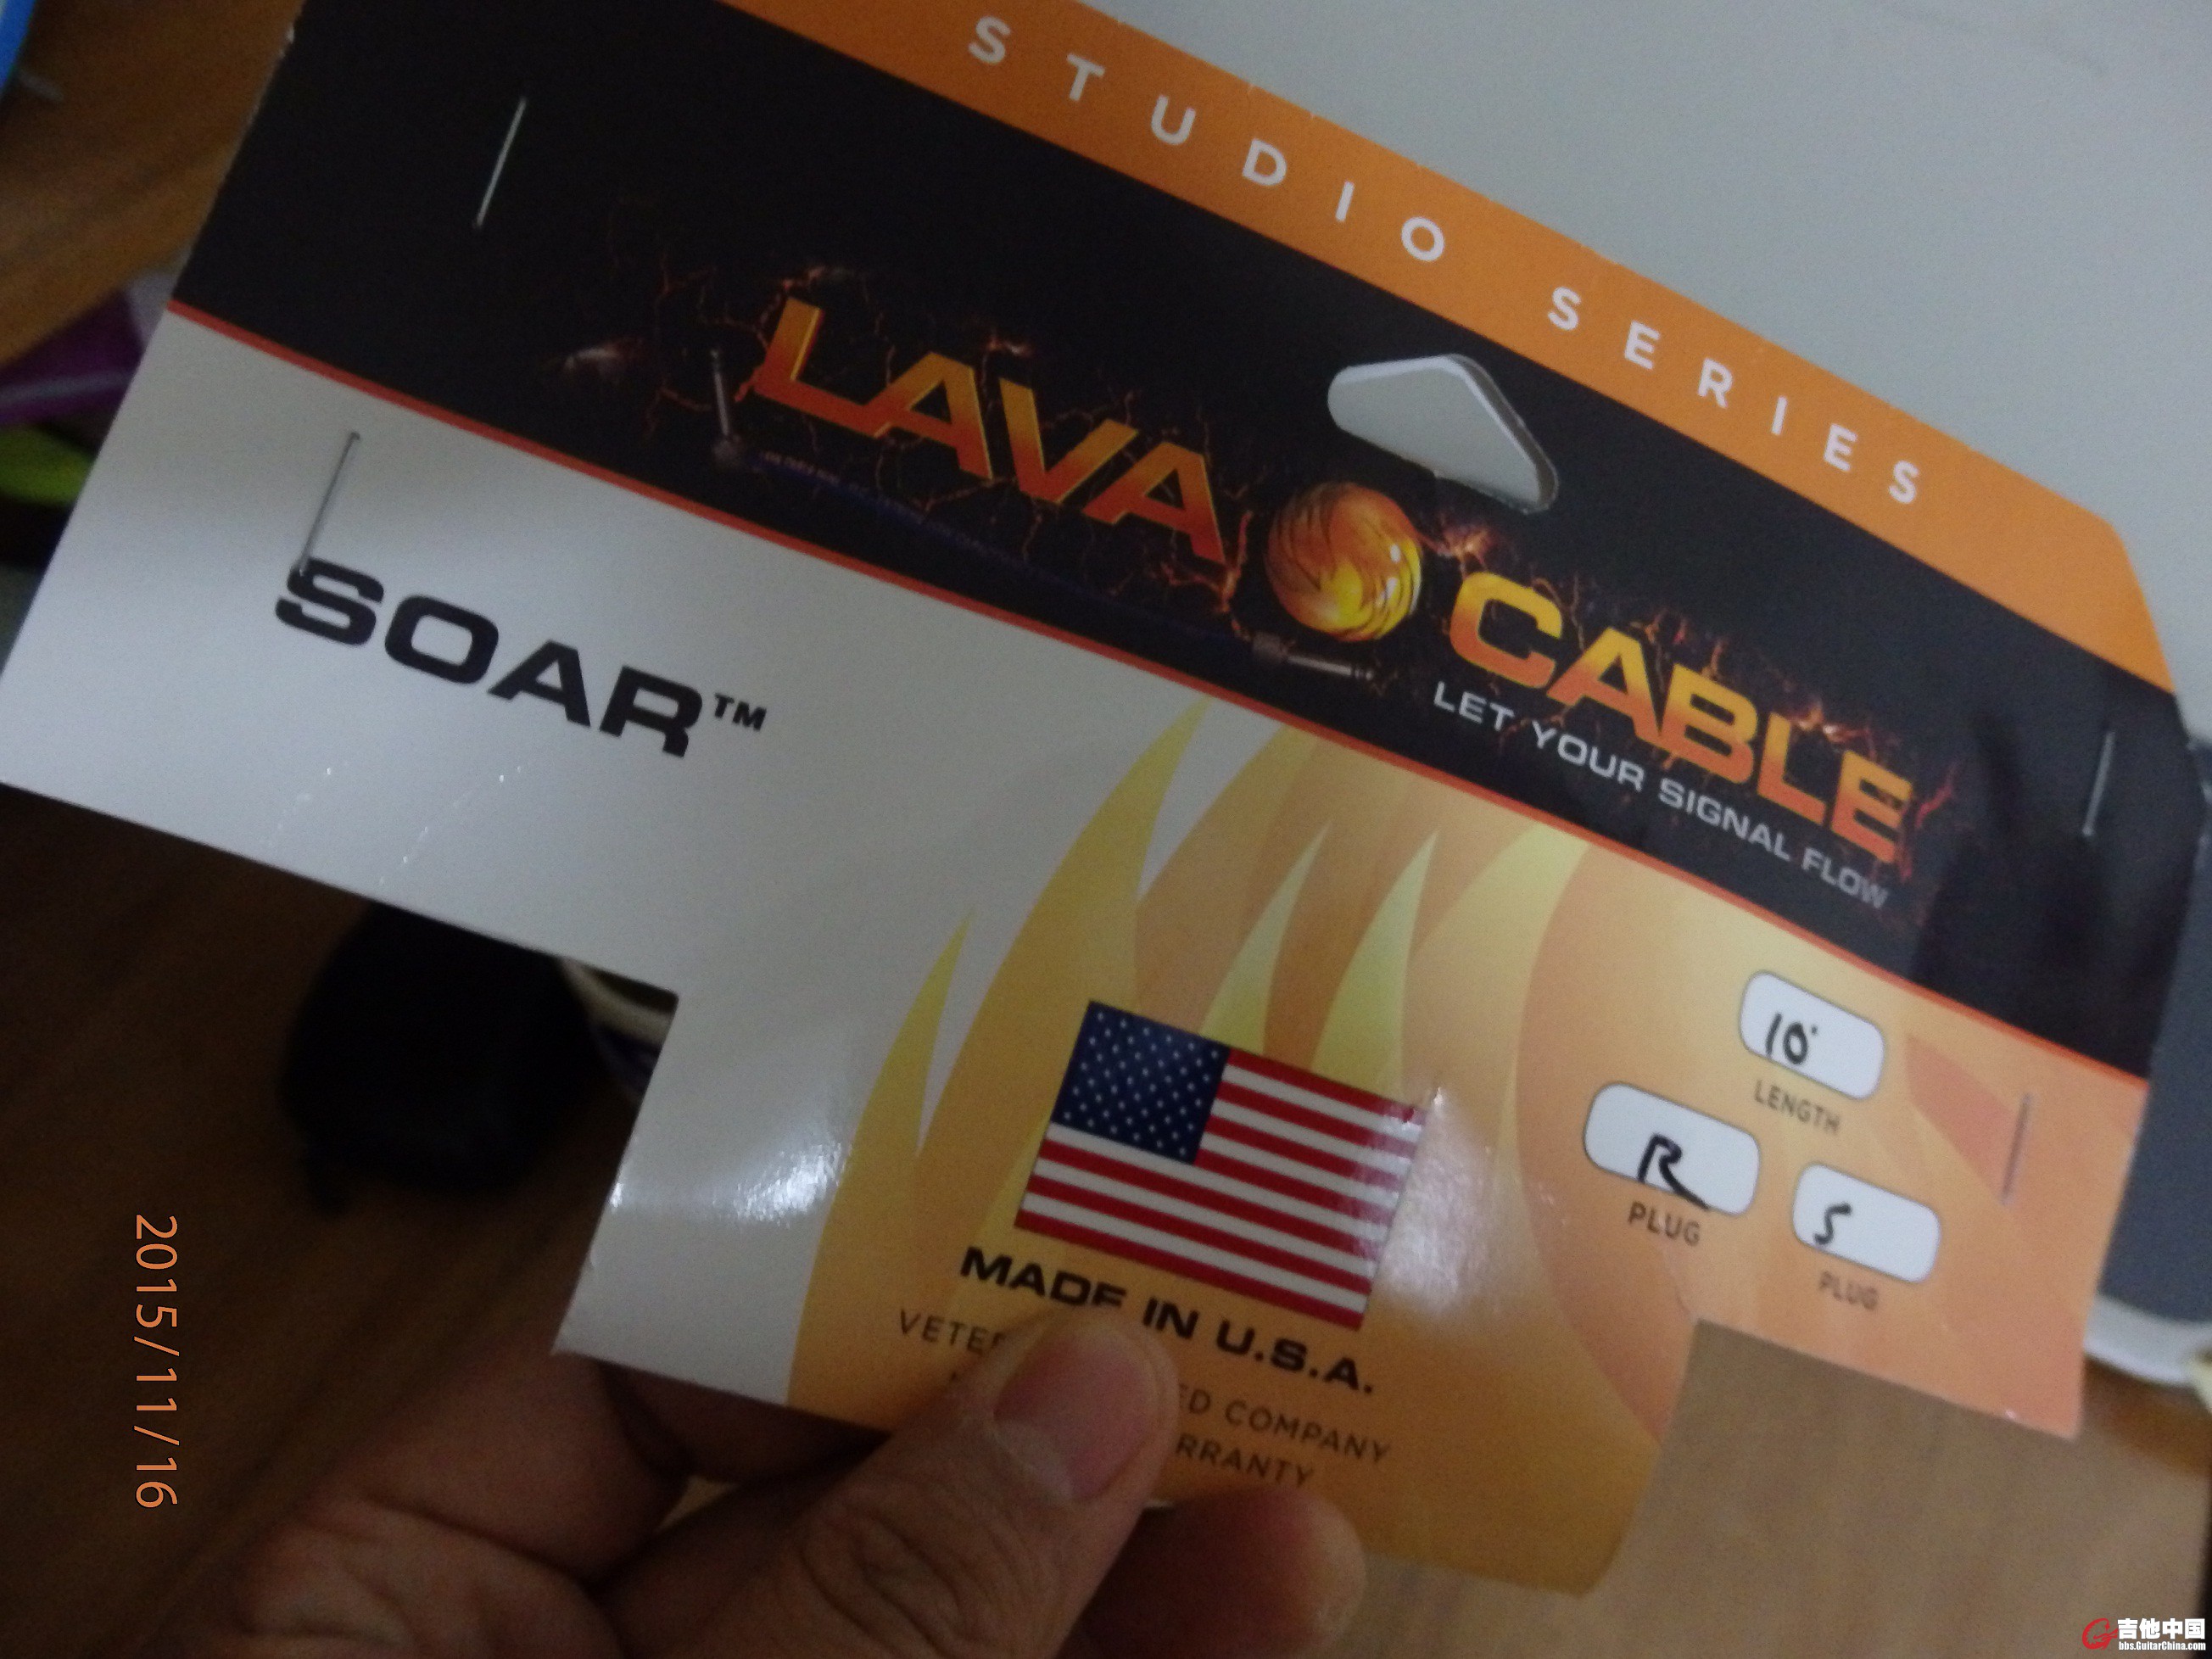 STUDIO SERIES
LAVA CABLE
LET YOUR SIGNAL FLOW
SOAR™
10'
LENGTH
R
PLUG
S
PLUG
MADE IN U.S.A.
COMPANY
2015/11/16
吉他中国
bbs.GuitarChina.com